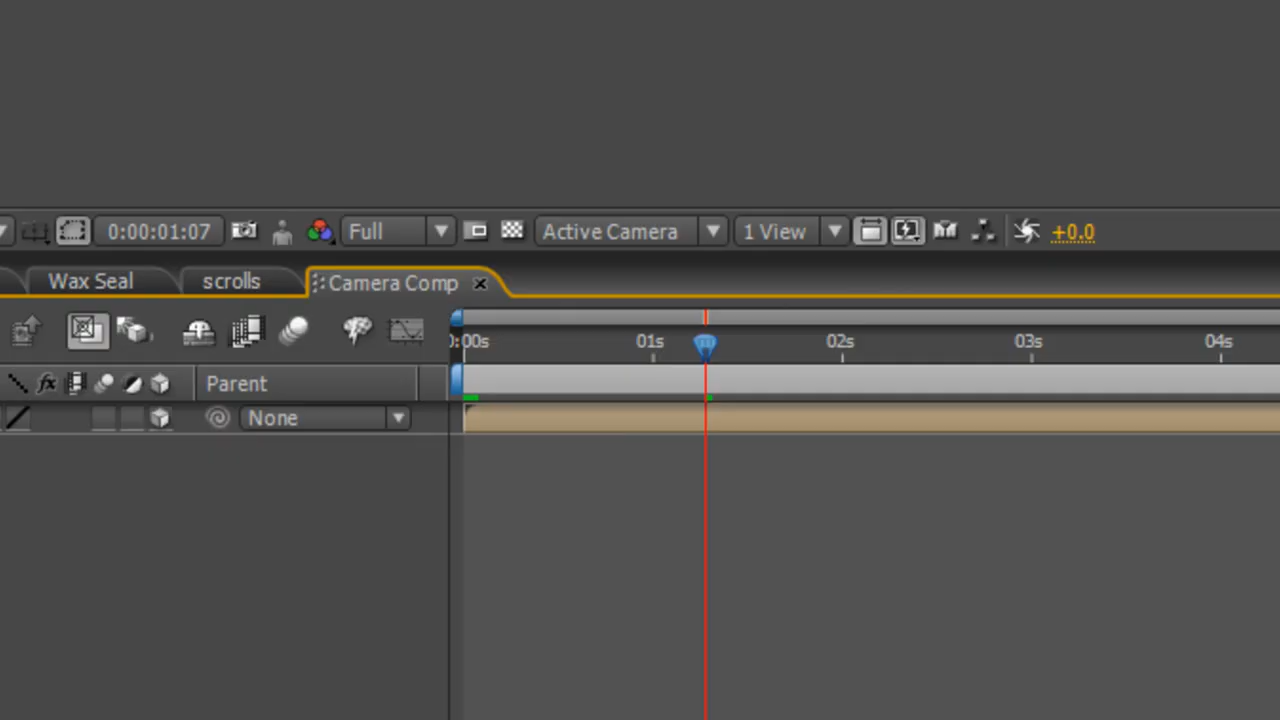 0:00:01:07 Full Active Camera 1 View +0.0
Wax Seal scrolls Camera Comp
0:00s 01s 02s 03s 04s
fx Parent
None